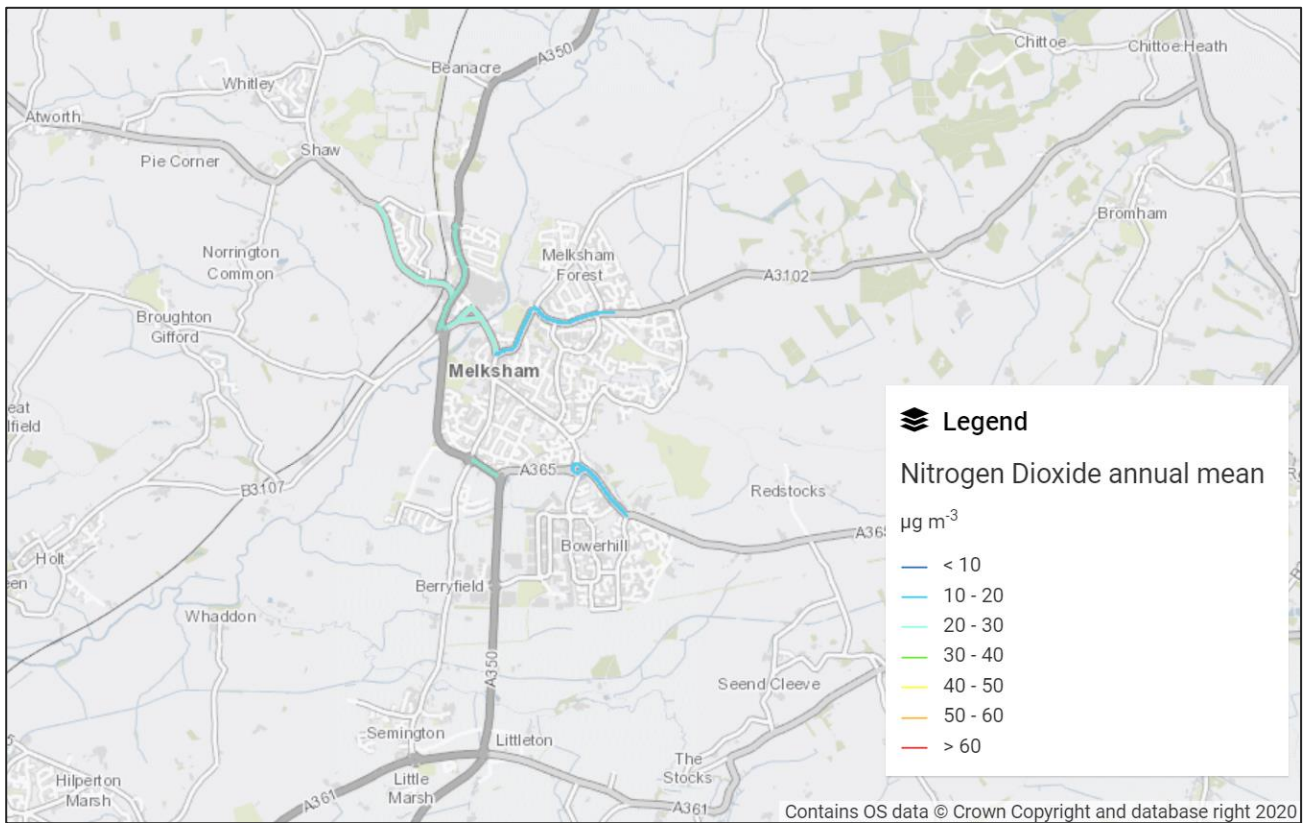 A350
Beanacre
Chittoe
Chittoe Heath
Whitley
Atworth
Pie Corner
Shaw
Bromham
Norrington
Common
Melksham
Forest
A3102
Broughton
Gifford
Melksham
A365
B3107
Redstocks
A365
Holt
Bowerhill
Berryfield
Whaddon
A350
Seend Cleeve
Semington
Littleton
The
Stocks
Hilperton
Marsh
Little
Marsh
A361
A361
Legend
Nitrogen Dioxide annual mean
µg m⁻³
< 10
10 - 20
20 - 30
30 - 40
40 - 50
50 - 60
> 60
Contains OS data © Crown Copyright and database right 2020